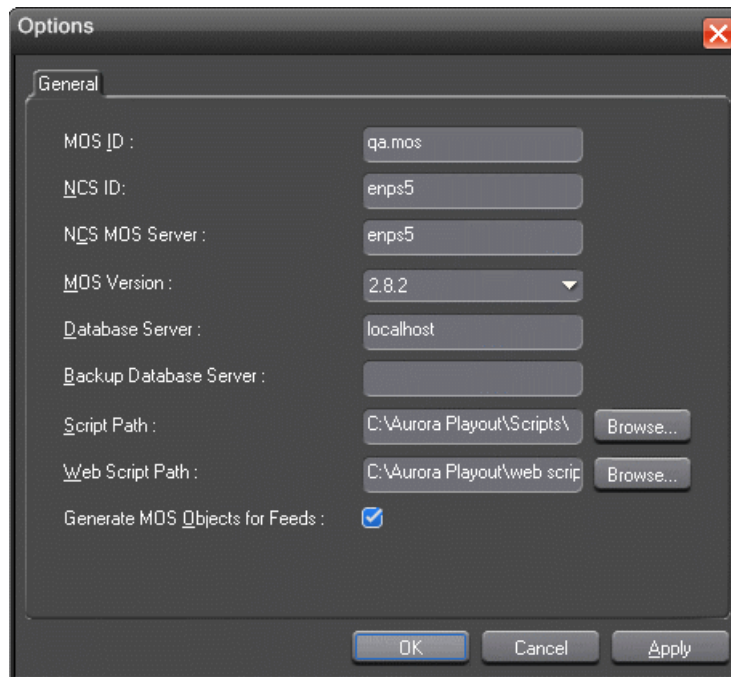 Options
General
MOS ID : qa.mos
NCS ID: enps5
NCS MOS Server : enps5
MOS Version : 2.8.2
Database Server : localhost
Backup Database Server :
Script Path : C:\Aurora Playout\Scripts\ Browse...
Web Script Path : C:\Aurora Playout\web scrip Browse...
Generate MOS Objects for Feeds :
OK Cancel Apply